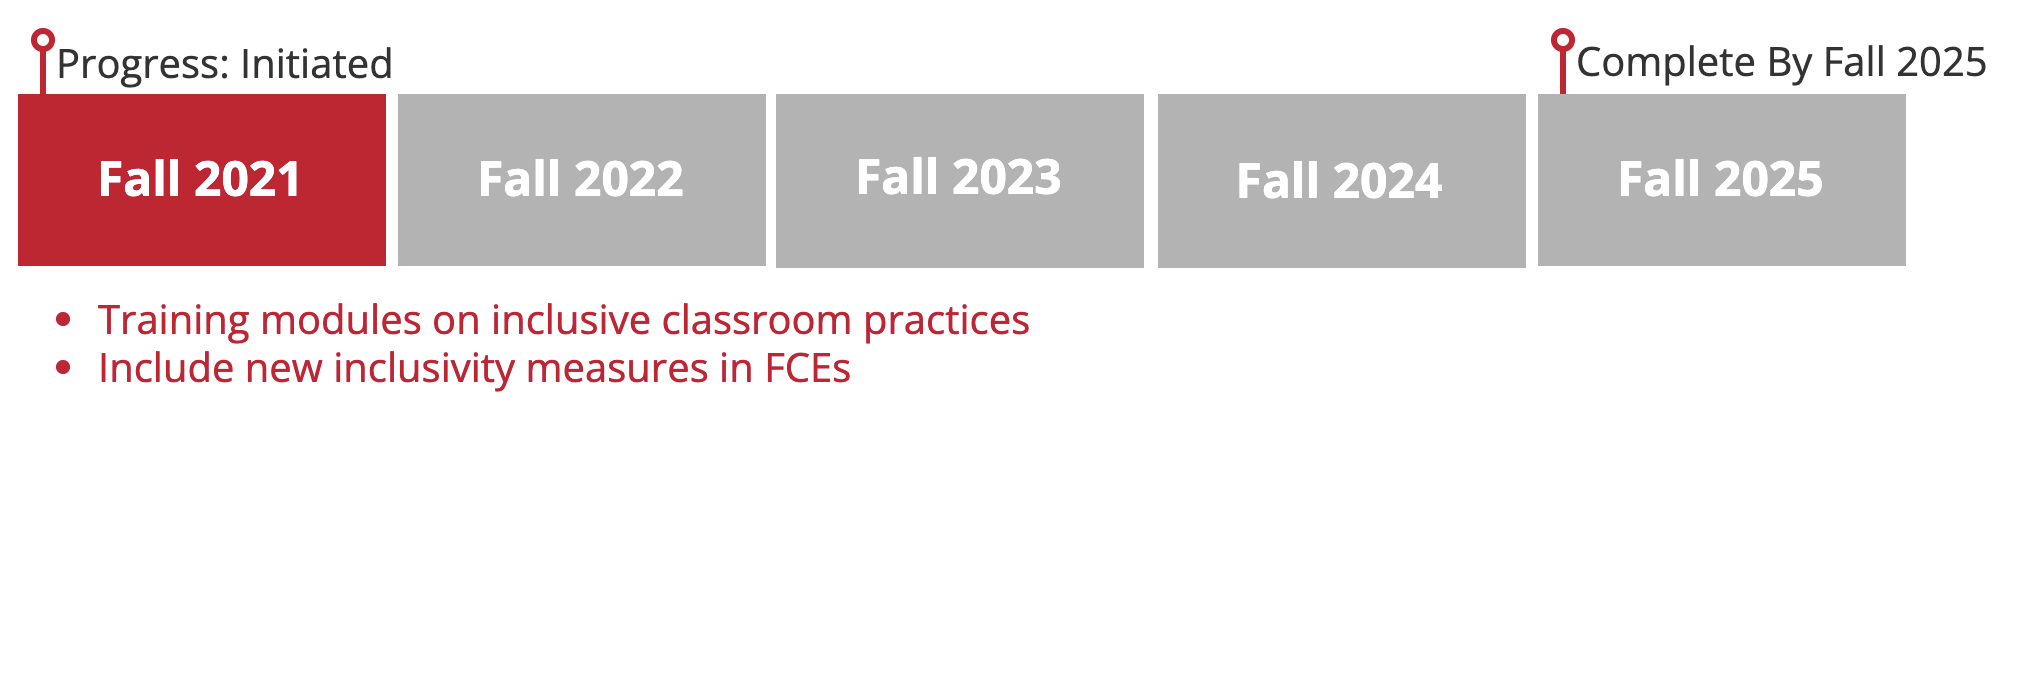 Progress: Initiated
Complete By Fall 2025
Fall 2021
Fall 2022
Fall 2023
Fall 2024
Fall 2025
• Training modules on inclusive classroom practices
• Include new inclusivity measures in FCEs